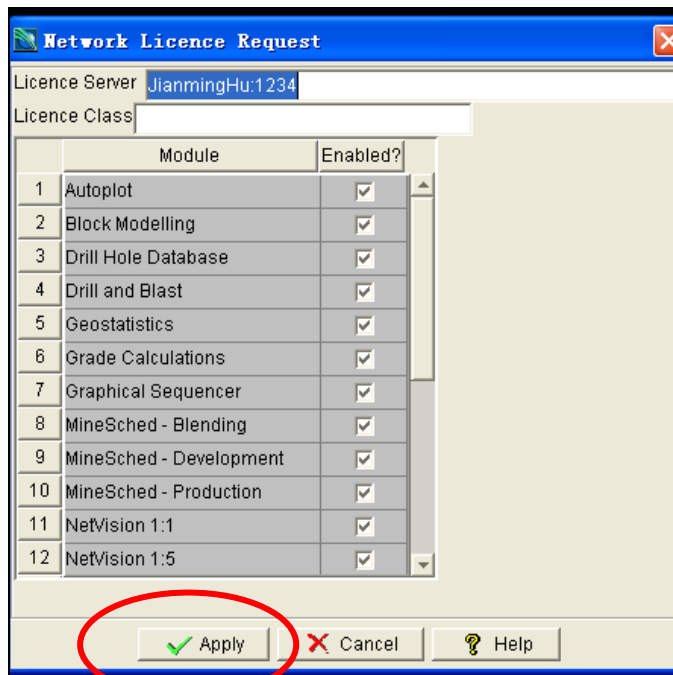 Network Licence Request
Licence Server JianmingHu:1234
Licence Class
Module Enabled?
1 Autoplot
2 Block Modelling
3 Drill Hole Database
4 Drill and Blast
5 Geostatistics
6 Grade Calculations
7 Graphical Sequencer
8 MineSched - Blending
9 MineSched - Development
10 MineSched - Production
11 NetVision 1:1
12 NetVision 1:5
Apply Cancel Help